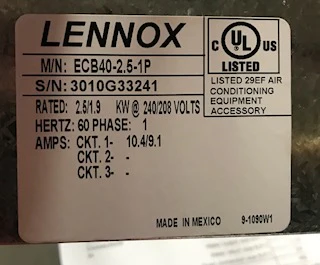 LENNOX
M/N: ECB40-2.5-1P
S/N: 3010G33241
RATED: 2.6/1.9 KW @ 240/208 VOLTS
HERTZ: 60 PHASE: 1
AMPS: CKT. 1- 10.4/9.1
CKT. 2- -
CKT. 3- -
C UL US
LISTED
LISTED 29EF AIR
CONDITIONING
EQUIPMENT
ACCESSORY
MADE IN MEXICO
9-1090W1